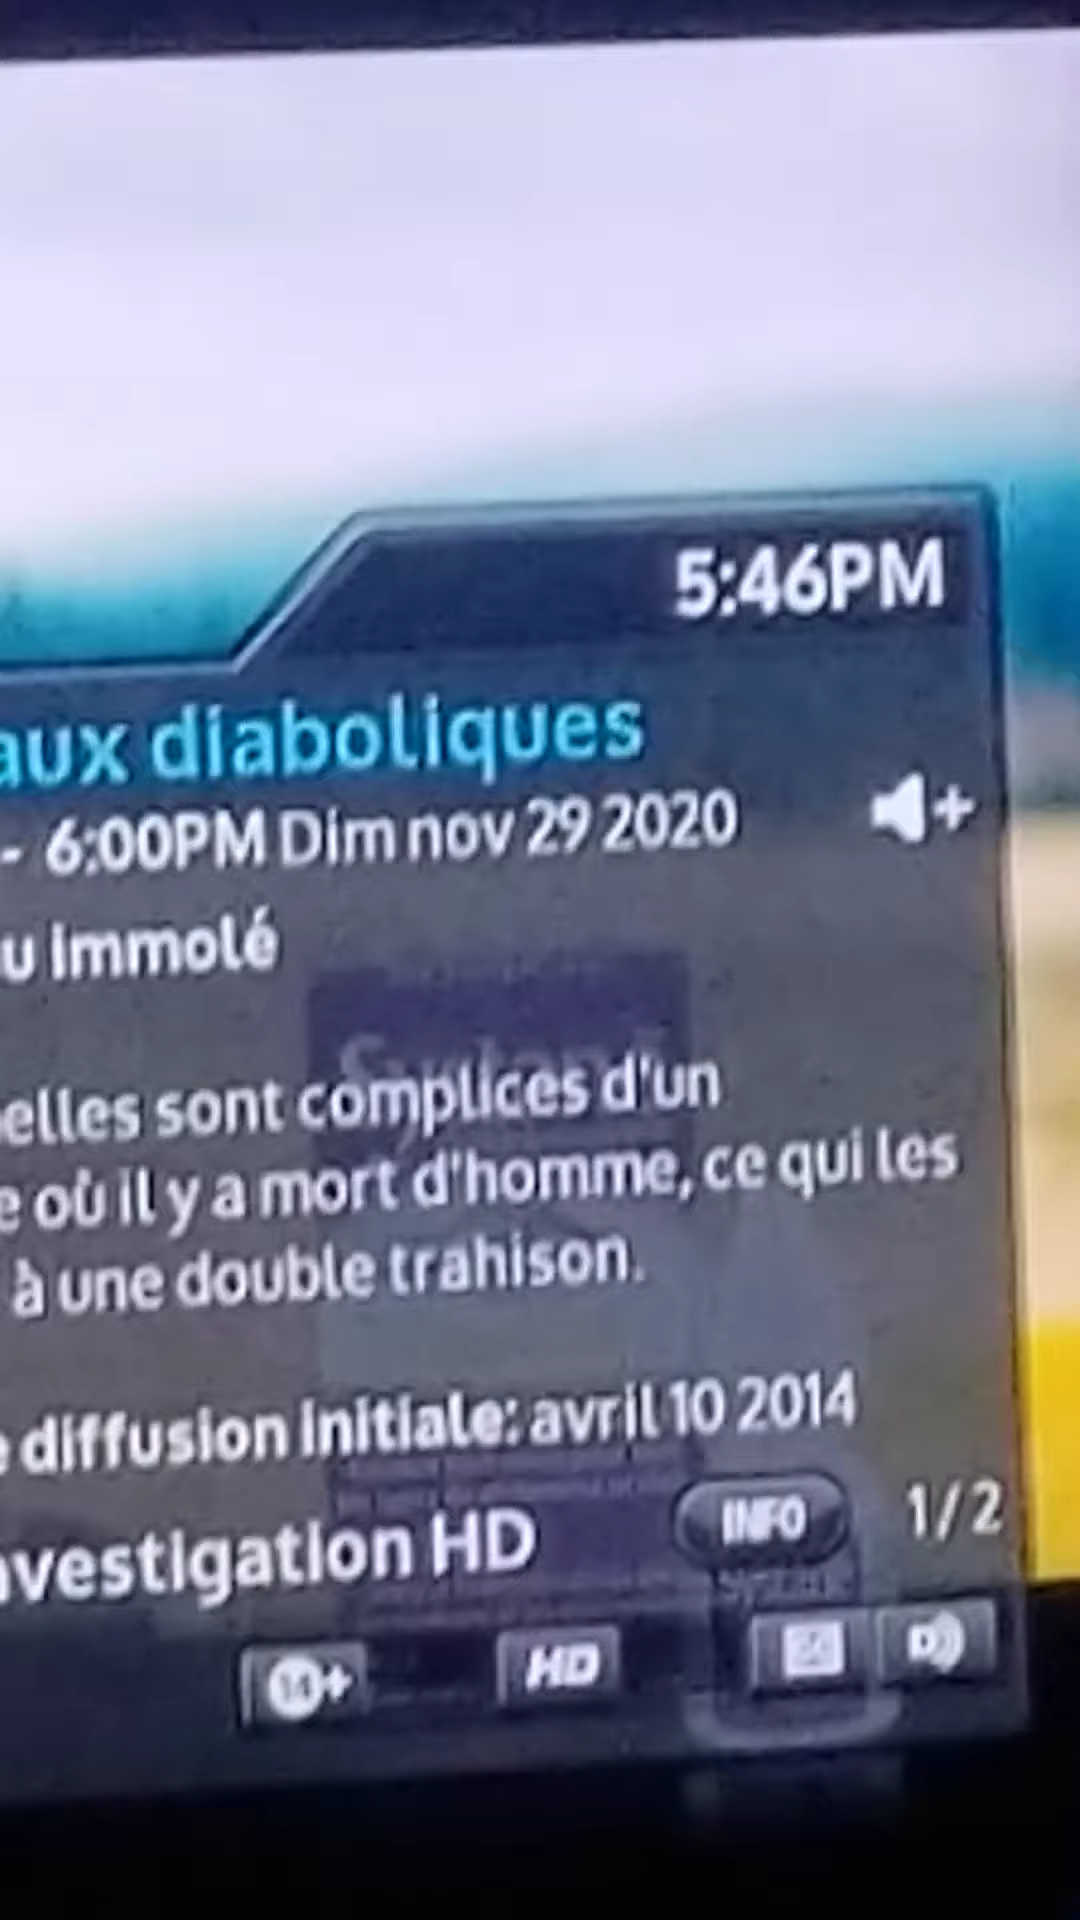 5:46PM
aux diaboliques
- 6:00PM Dim nov 29 2020
u immolé
elles sont complices d'un
e où il y a mort d'homme, ce qui les
à une double trahison.
e diffusion initiale: avril 10 2014
nvestigation HD
INFO
1/2
HD